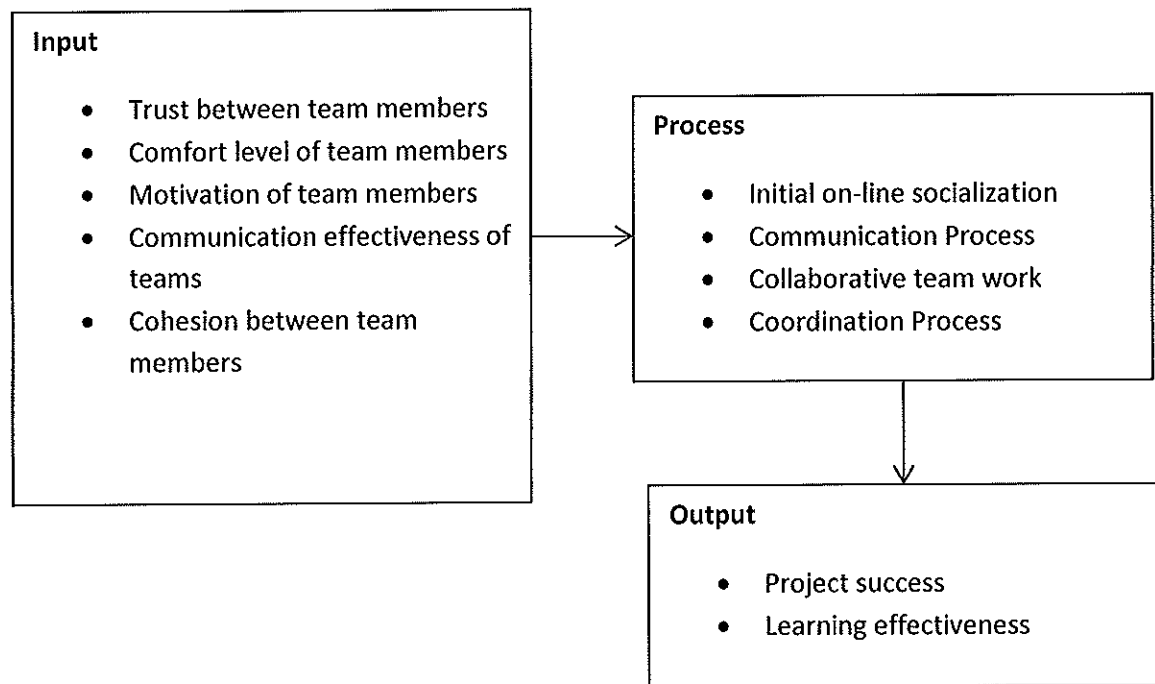 Input
• Trust between team members
• Comfort level of team members
• Motivation of team members
• Communication effectiveness of
teams
• Cohesion between team
members
Process
• Initial on-line socialization
• Communication Process
• Collaborative team work
• Coordination Process
Output
• Project success
• Learning effectiveness